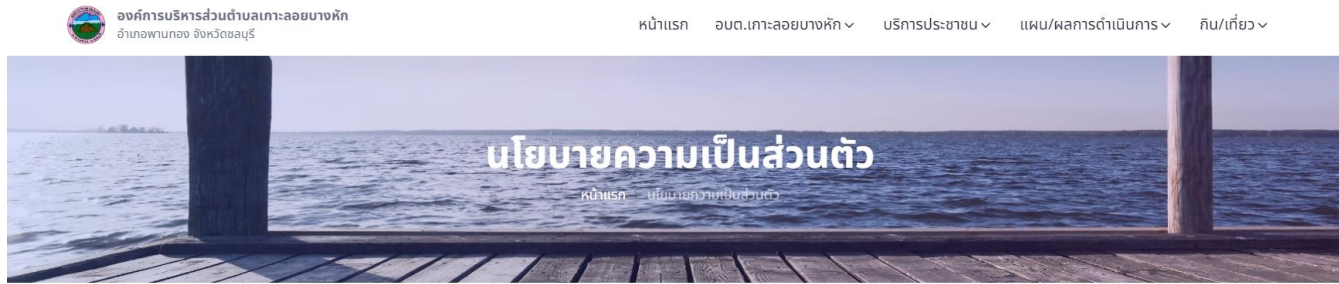 องค์การบริหารส่วนตำบลเกาะลอยบางหัก
อำเภอพานทอง จังหวัดชลบุรี
หน้าแรก อบต.เกาะลอยบางหัก บริการประชาชน แผน/ผลการดำเนินการ กิน/เที่ยว
นโยบายความเป็นส่วนตัว
หน้าแรก นโยบายความเป็นส่วนตัว